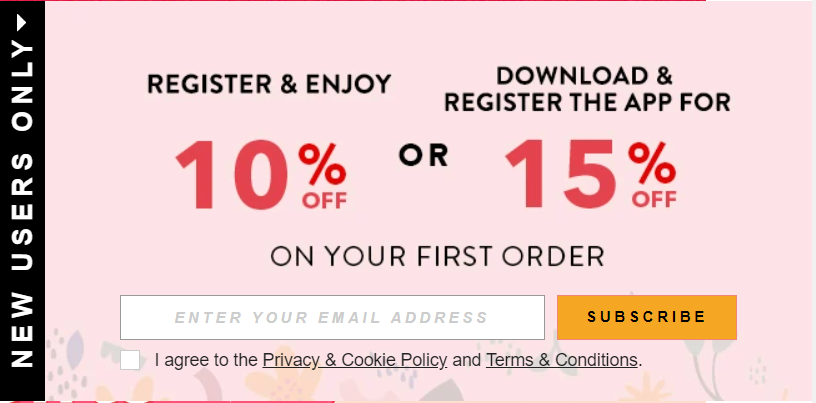 NEW USERS ONLY
REGISTER & ENJOY
10% OFF
OR
DOWNLOAD &
REGISTER THE APP FOR
15% OFF
ON YOUR FIRST ORDER
ENTER YOUR EMAIL ADDRESS
SUBSCRIBE
I agree to the Privacy & Cookie Policy and Terms & Conditions.